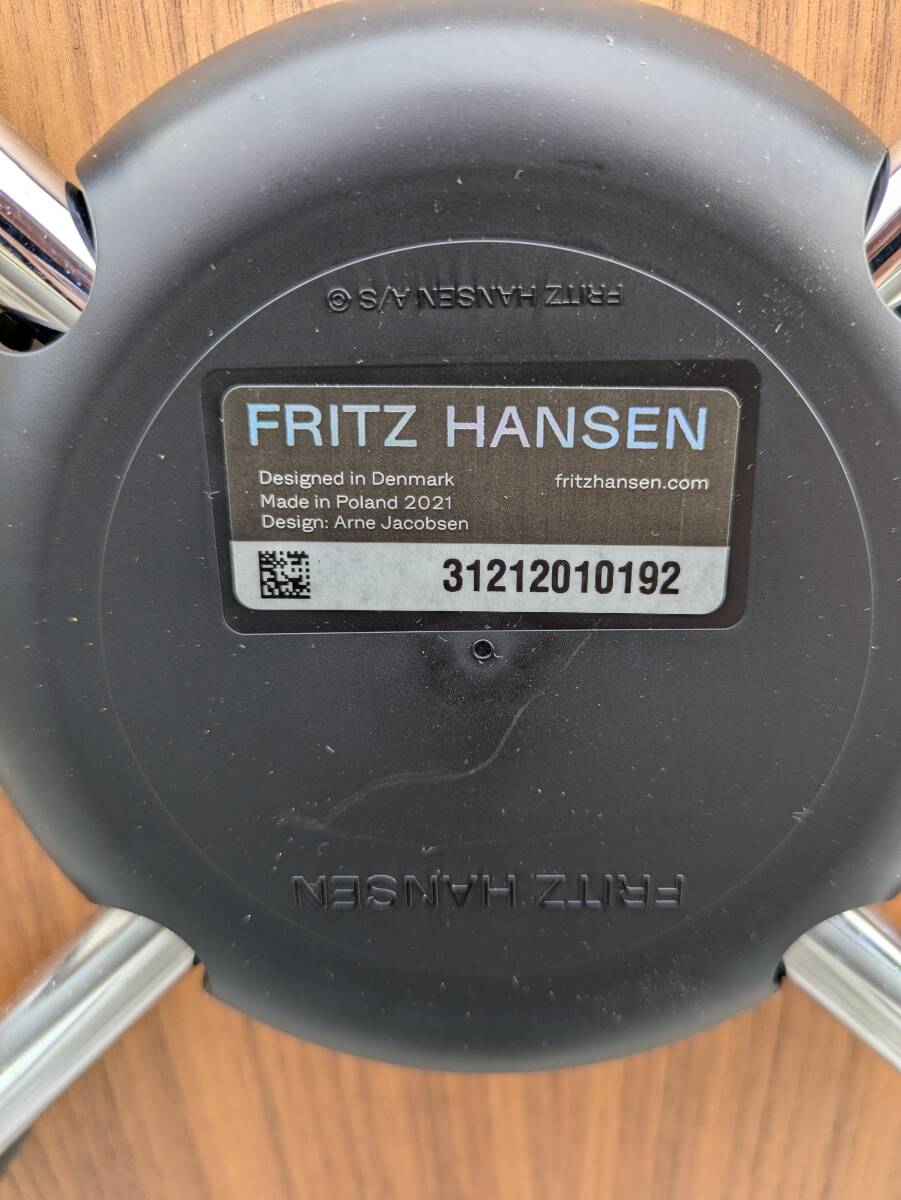 FRITZ HANSEN A/S ©
FRITZ HANSEN
Designed in Denmark
fritzhansen.com
Made in Poland 2021
Design: Arne Jacobsen
31212010192
FRITZ HANSEN